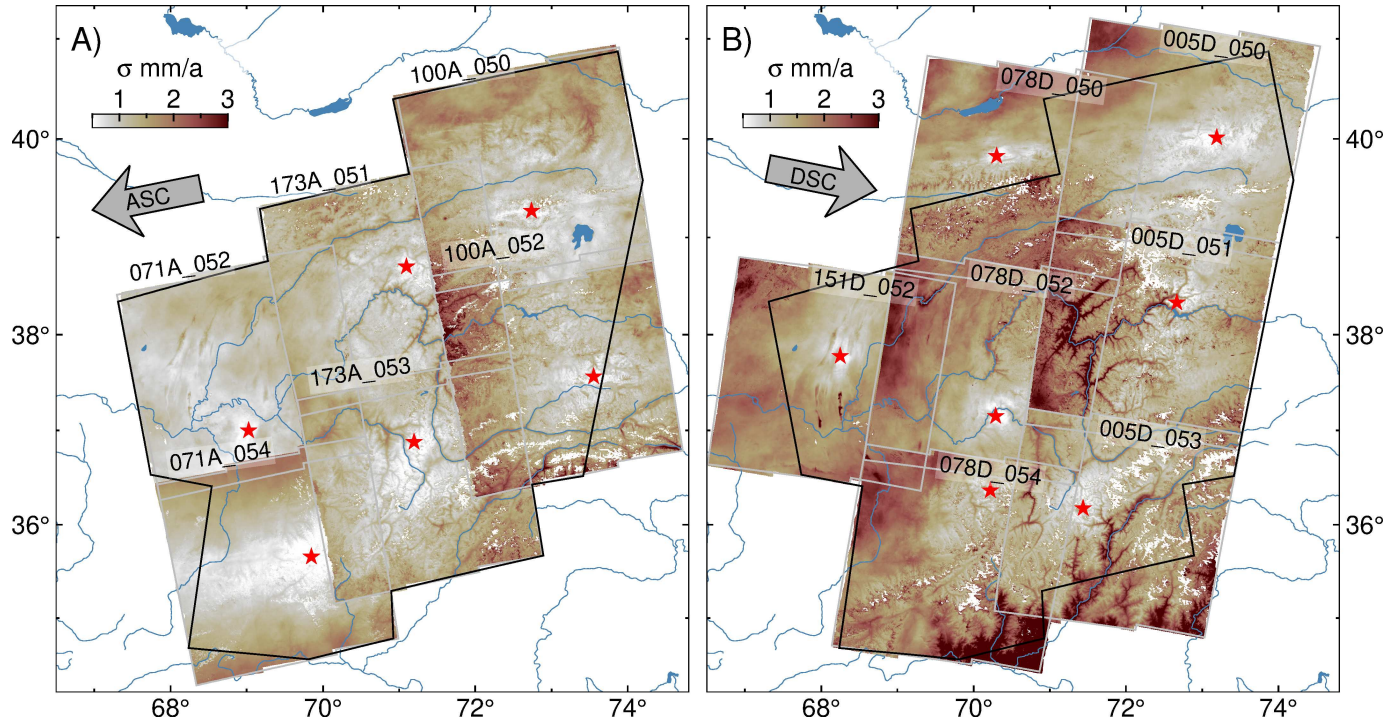 A)
σ mm/a
1 2 3
100A_050
173A_051
ASC
100A_052
071A_052
173A_053
071A_054
40°
38°
36°
68° 70° 72° 74°
B)
σ mm/a
1 2 3
005D_050
078D_050
DSC
005D_051
078D_052
151D_052
005D_053
078D_054
40°
38°
36°
68° 70° 72° 74°